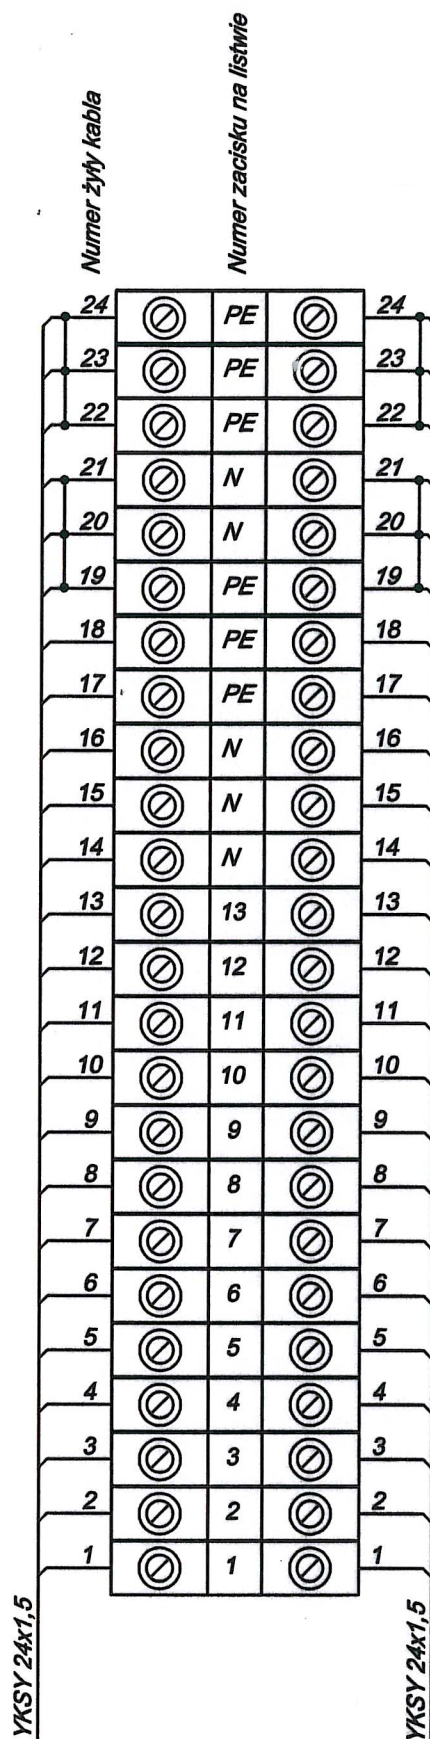 Numer żyły kabla
Numer zacisku na listwie
24 PE 24
23 PE 23
22 PE 22
21 N 21
20 N 20
19 PE 19
18 PE 18
17 PE 17
16 N 16
15 N 15
14 N 14
13 13 13
12 12 12
11 11 11
10 10 10
9 9 9
8 8 8
7 7 7
6 6 6
5 5 5
4 4 4
3 3 3
2 2 2
1 1 1
YKSY 24x1,5
YKSY 24x1,5